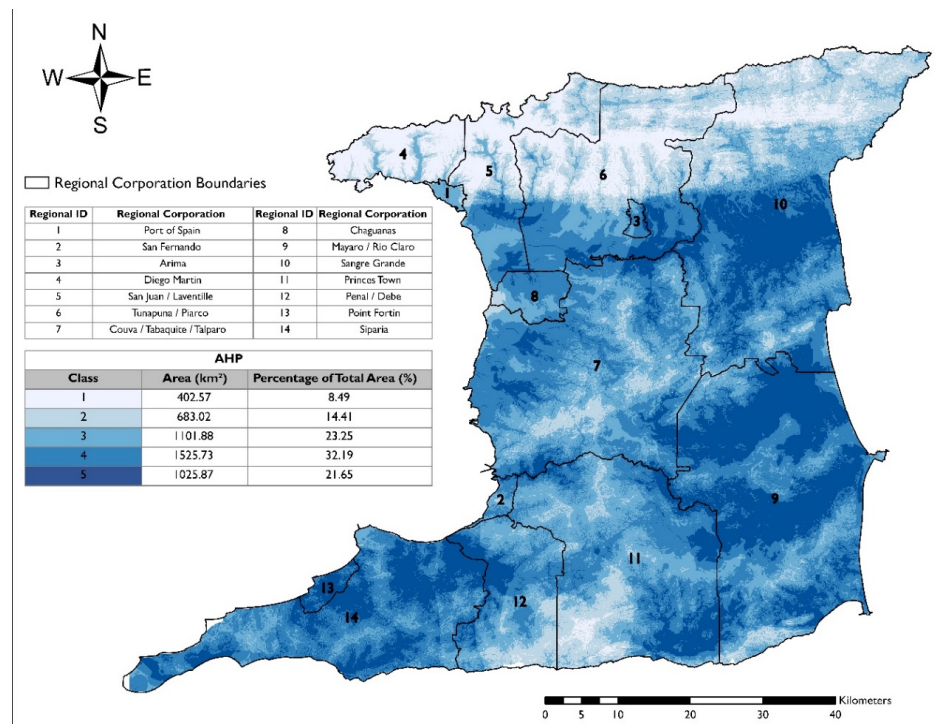 N
W E
S
Regional Corporation Boundaries
Regional ID Regional Corporation Regional ID Regional Corporation
1 Port of Spain 8 Chaguanas
2 San Fernando 9 Mayaro / Rio Claro
3 Arima 10 Sangre Grande
4 Diego Martin 11 Princes Town
5 San Juan / Laventille 12 Penal / Debe
6 Tunapuna / Piarco 13 Point Fortin
7 Couva / Tabaquite / Talparo 14 Siparia
AHP
Class Area (km²) Percentage of Total Area (%)
1 402.57 8.49
2 683.02 14.41
3 1101.88 23.25
4 1525.73 32.19
5 1025.87 21.65
4
5
6
1
10
3
8
7
2
9
11
13
12
14
Kilometers
0 5 10 20 30 40